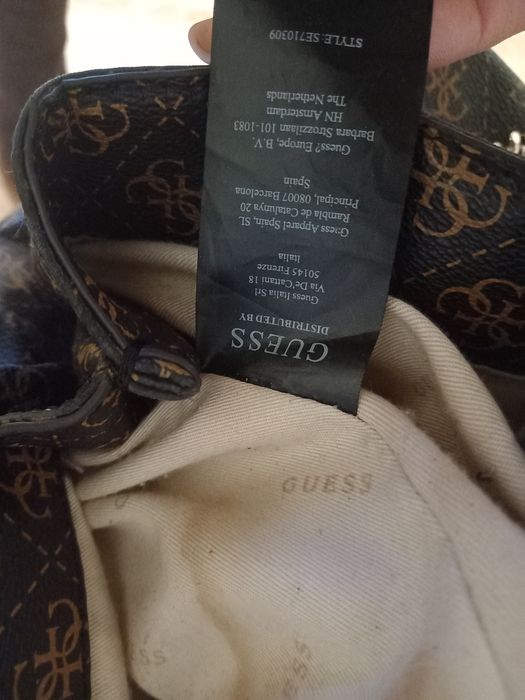 GUESS
DISTRIBUTED BY
Guess Italia Srl
Via De' Cattani 18
50145 Firenze
Italia
Guess Apparel Spain, SL
Rambla de Catalunya 20
Principal, 08007 Barcelona
Spain
Guess? Europe, B.V.
Barbara Strozzilaan 101-1083
HN Amsterdam
The Netherlands
STYLE: SE710309
GUESS
ESS